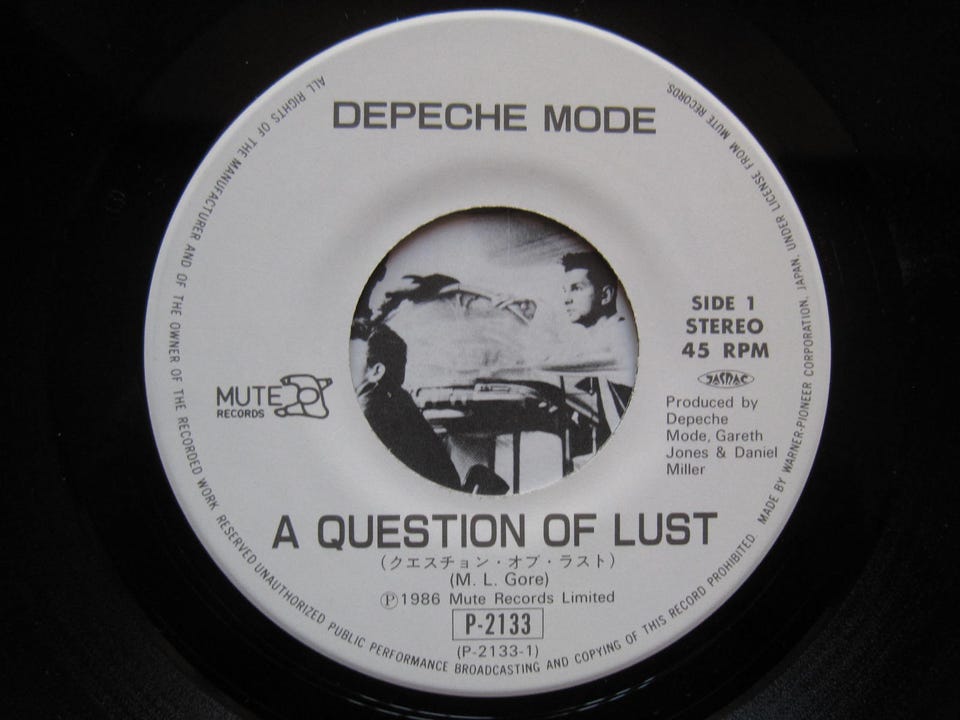 DEPECHE MODE
SIDE 1
STEREO
45 RPM
JASRAC
MUTE
RECORDS
Produced by
Depeche
Mode, Gareth
Jones & Daniel
Miller
A QUESTION OF LUST
(クエスチョン・オブ・ラスト)
(M. L. Gore)
Ⓟ1986 Mute Records Limited
P-2133
(P-2133-1)
ALL RIGHTS OF THE MANUFACTURER AND OF THE OWNER OF THE RECORDED WORK RESERVED UNAUTHORIZED PUBLIC PERFORMANCE BROADCASTING AND COPYING OF THIS RECORD PROHIBITED. MADE BY WARNER-PIONEER CORPORATION, JAPAN, UNDER LICENSE FROM MUTE RECORDS.